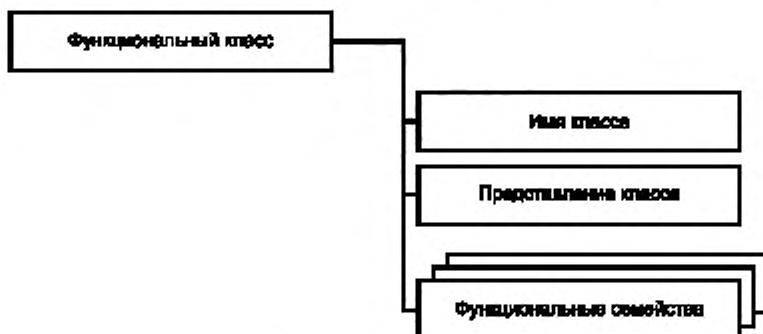 Функциональный класс
Имя класса
Представление класса
Функциональные семейства